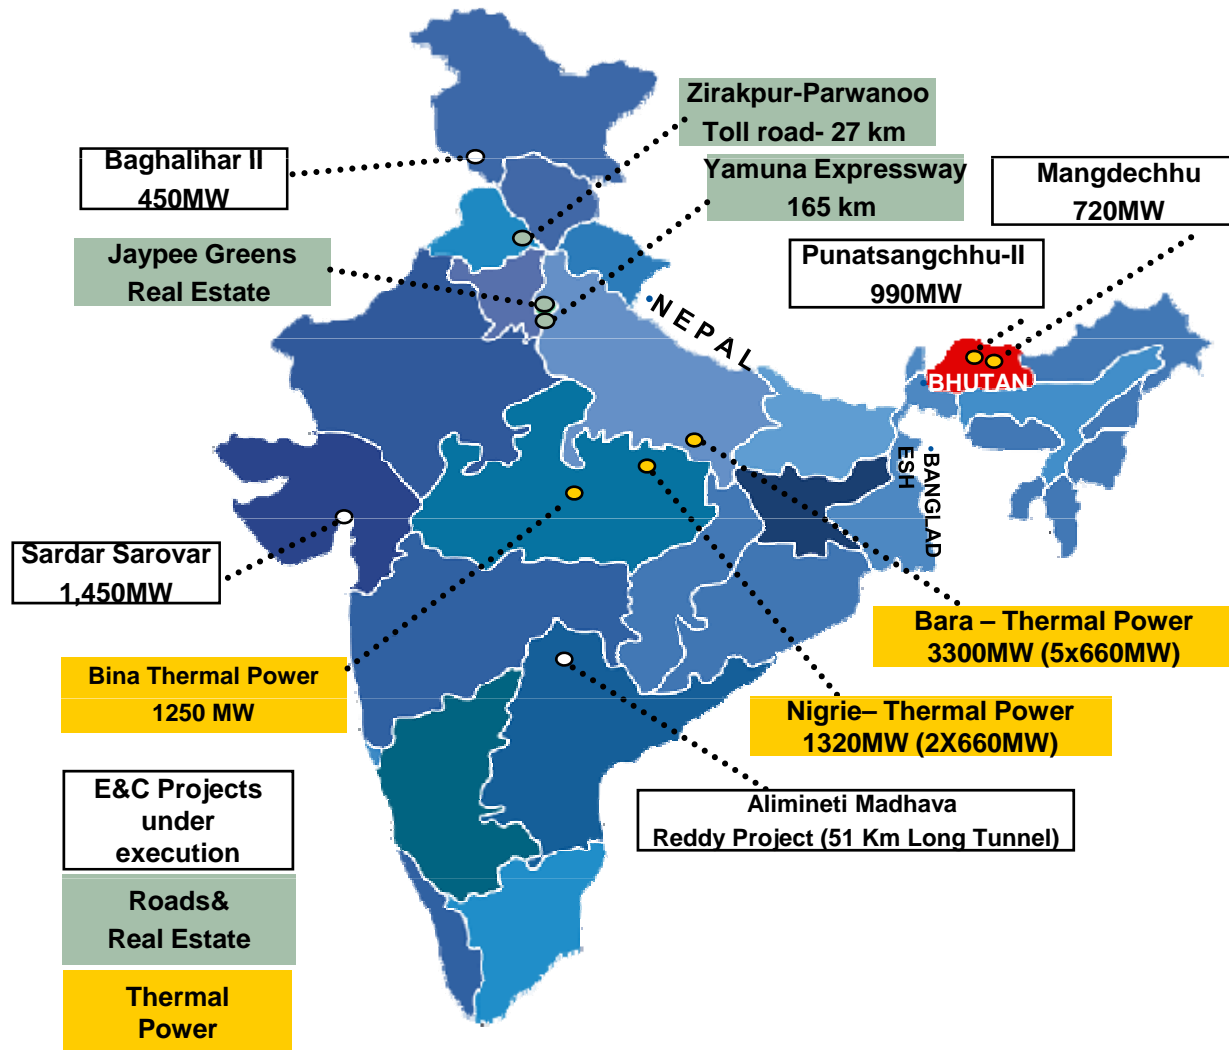 Zirakpur-Parwanoo
Toll road- 27 km
Baghalihar II
450MW
Yamuna Expressway
165 km
Mangdechhu
720MW
Jaypee Greens
Real Estate
Punatsangchhu-II
990MW
NEPAL
BHUTAN
BANGLAD
ESH
Sardar Sarovar
1,450MW
Bara – Thermal Power
3300MW (5x660MW)
Bina Thermal Power
1250 MW
Nigrie– Thermal Power
1320MW (2X660MW)
Alimineti Madhava
Reddy Project (51 Km Long Tunnel)
E&C Projects
under
execution
Roads&
Real Estate
Thermal
Power